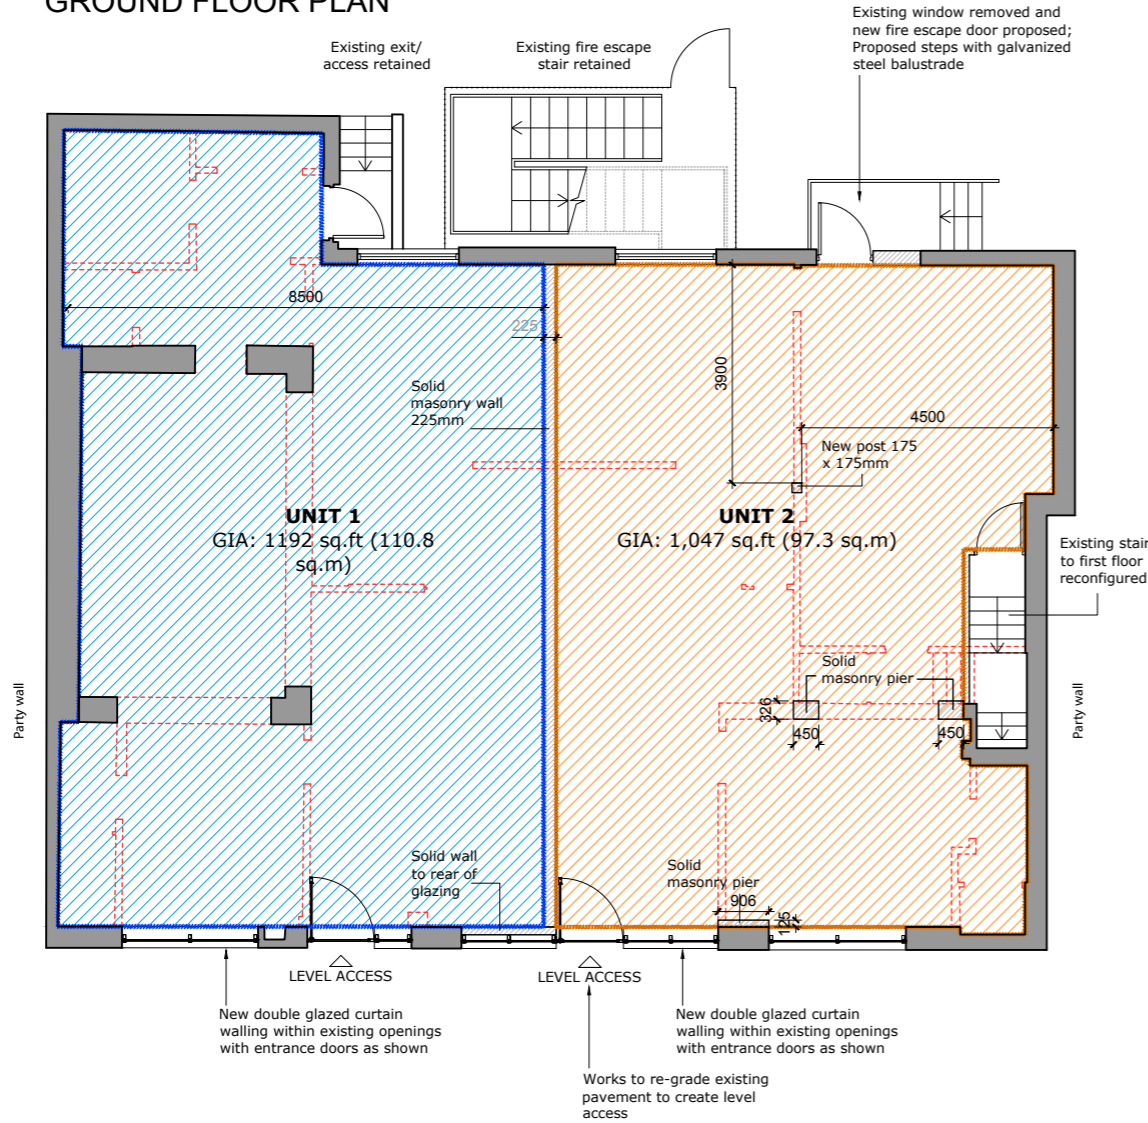 GROUND FLOOR PLAN
Existing exit/
access retained
Existing fire escape
stair retained
Existing window removed and
new fire escape door proposed;
Proposed steps with galvanized
steel balustrade
8500
225
3900
4500
Solid
masonry wall
225mm
New post 175
x 175mm
UNIT 1
GIA: 1192 sq.ft (110.8
sq.m)
UNIT 2
GIA: 1,047 sq.ft (97.3 sq.m)
Existing stair
to first floor
reconfigured
Party wall
Solid
masonry pier
326
450
450
Party wall
Solid wall
to rear of
glazing
Solid
masonry pier
906
125
LEVEL ACCESS
LEVEL ACCESS
New double glazed curtain
walling within existing openings
with entrance doors as shown
New double glazed curtain
walling within existing openings
with entrance doors as shown
Works to re-grade existing
pavement to create level
access